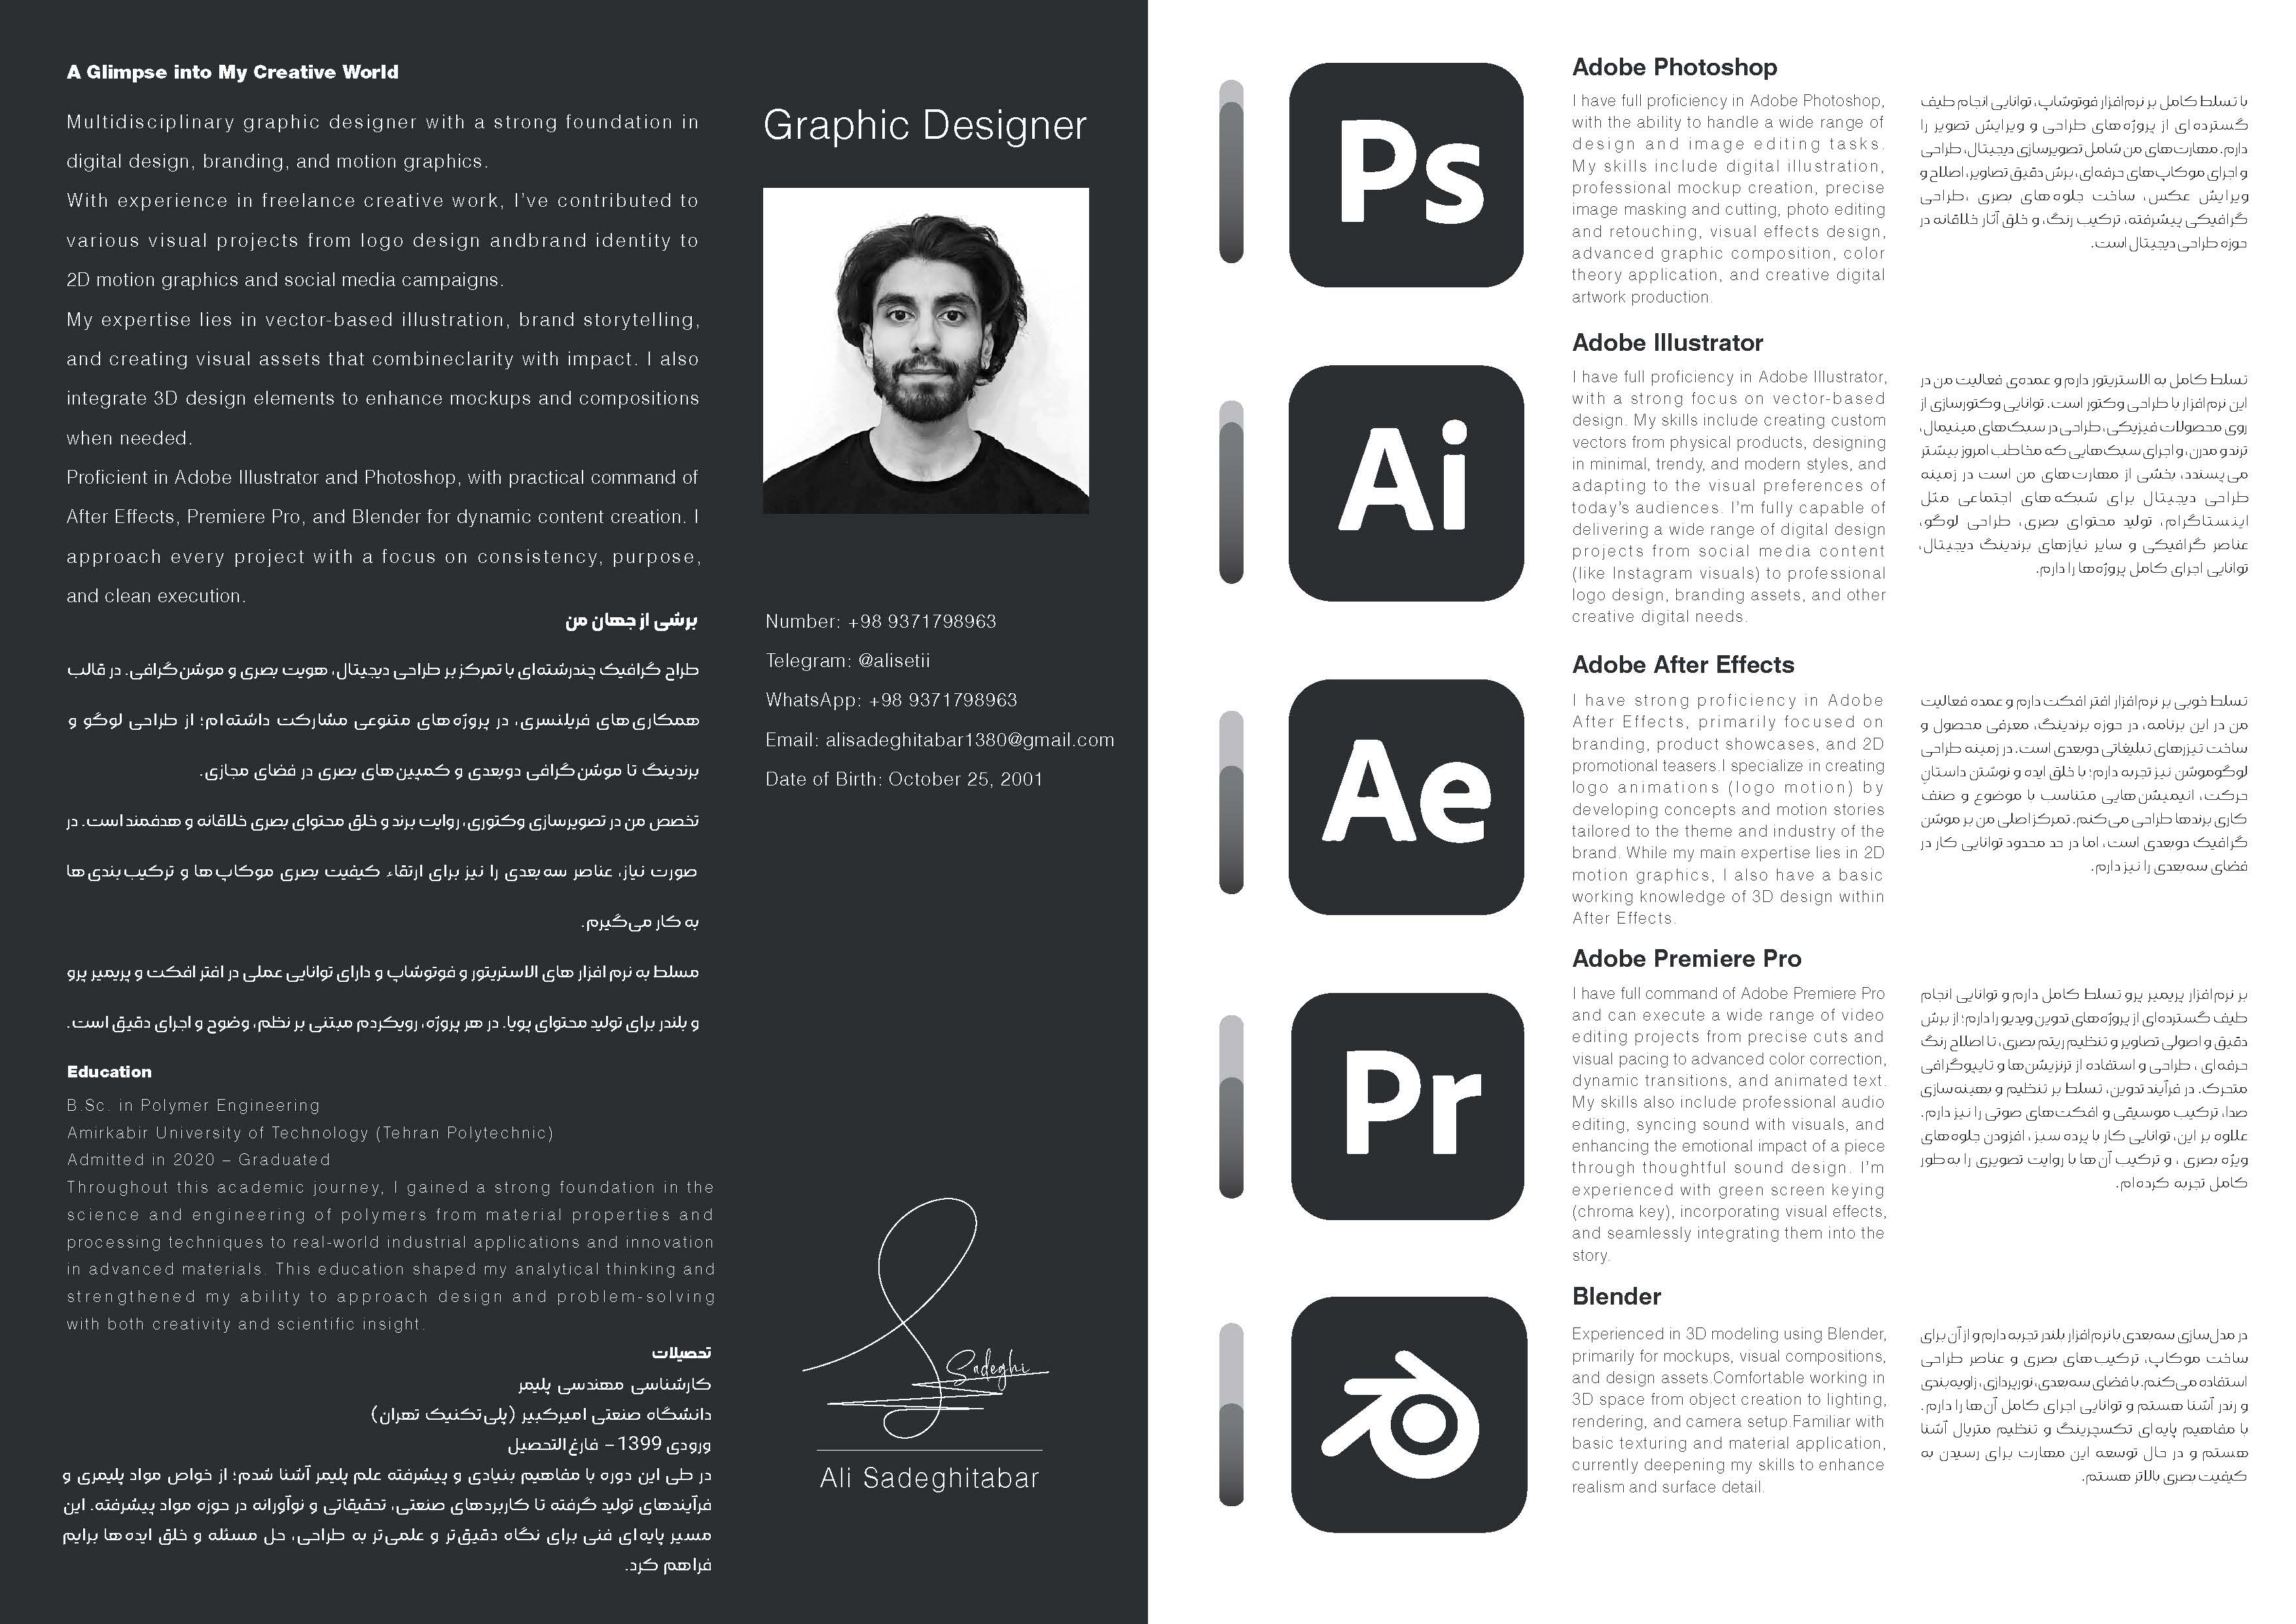 A Glimpse into My Creative World
Multidisciplinary graphic designer with a strong foundation in
digital design, branding, and motion graphics.
With experience in freelance creative work, I've contributed to
various visual projects from logo design andbrand identity to
2D motion graphics and social media campaigns.
My expertise lies in vector-based illustration, brand storytelling,
and creating visual assets that combineclarity with impact. I also
integrate 3D design elements to enhance mockups and compositions
when needed.
Proficient in Adobe Illustrator and Photoshop, with practical command of
After Effects, Premiere Pro, and Blender for dynamic content creation. I
approach every project with a focus on consistency, purpose,
and clean execution.
برشی از جهان من
طراح گرافیک چندرشته‌ای با تمرکز بر طراحی دیجیتال، هویت بصری و موشن‌گرافی. در قالب
همکاری‌های فریلنسری، در پروژه‌های متنوعی مشارکت داشته‌ام؛ از طراحی لوگو و
برندینگ تا موشن‌گرافی دوبعدی و کمپین‌های بصری در فضای مجازی.
تخصص من در تصویرسازی وکتوری، روایت برند و خلق محتوای بصری خلاقانه و هدفمند است. در
صورت نیاز، عناصر سه‌بعدی را نیز برای ارتقاء کیفیت بصری موکاپ‌ها و ترکیب‌بندی‌ها
به کار می‌گیرم.
مسلط به نرم افزار های الاستریتور و فوتوشاپ و دارای توانایی عملی در افتر افکت و پریمیر پرو
و بلندر برای تولید محتوای پویا. در هر پروژه، رویکردم مبتنی بر نظم، وضوح و اجرای دقیق است.
Education
B.Sc. in Polymer Engineering
Amirkabir University of Technology (Tehran Polytechnic)
Admitted in 2020 – Graduated
Throughout this academic journey, I gained a strong foundation in the
science and engineering of polymers from material properties and
processing techniques to real-world industrial applications and innovation
in advanced materials. This education shaped my analytical thinking and
strengthened my ability to approach design and problem-solving
with both creativity and scientific insight.
تحصیلات
کارشناسی مهندسی پلیمر
دانشگاه صنعتی امیرکبیر (پلی‌تکنیک تهران)
ورودی 1399 – فارغ‌التحصیل
در طی این دوره با مفاهیم بنیادی و پیشرفته علم پلیمر آشنا شدم؛ از خواص مواد پلیمری و
فرآیندهای تولید گرفته تا کاربردهای صنعتی، تحقیقاتی و نوآورانه در حوزه مواد پیشرفته. این
مسیر پایه‌ای فنی برای نگاه دقیق‌تر و علمی‌تر به طراحی، حل مسئله و خلق ایده‌ها برایم
فراهم کرد.
Graphic Designer
Number: +98 9371798963
Telegram: @alisetii
WhatsApp: +98 9371798963
Email: alisadeghitabar1380@gmail.com
Date of Birth: October 25, 2001
Sadeghi
Ali Sadeghitabar
Ps
Adobe Photoshop
I have full proficiency in Adobe Photoshop,
with the ability to handle a wide range of
design and image editing tasks.
My skills include digital illustration,
professional mockup creation, precise
image masking and cutting, photo editing
and retouching, visual effects design,
advanced graphic composition, color
theory application, and creative digital
artwork production.
با تسلط کامل بر نرم‌افزار فوتوشاپ، توانایی انجام طیف
گسترده‌ای از پروژه‌های طراحی و ویرایش تصویر را
دارم. مهارت‌های من شامل تصویرسازی دیجیتال، طراحی
و اجرای موکاپ‌های حرفه‌ای، برش دقیق تصاویر، اصلاح و
ویرایش عکس، ساخت جلوه‌های بصری ،طراحی
گرافیکی پیشرفته، ترکیب رنگ، و خلق آثار خلاقانه در
حوزه طراحی دیجیتال است.
Ai
Adobe Illustrator
I have full proficiency in Adobe Illustrator,
with a strong focus on vector-based
design. My skills include creating custom
vectors from physical products, designing
in minimal, trendy, and modern styles, and
adapting to the visual preferences of
today's audiences. I'm fully capable of
delivering a wide range of digital design
projects from social media content
(like Instagram visuals) to professional
logo design, branding assets, and other
creative digital needs.
تسلط کامل به الاستریتور دارم و عمده‌ی فعالیت من در
این نرم‌افزار با طراحی وکتور است. توانایی وکتورسازی از
روی محصولات فیزیکی، طراحی در سبک‌های مینیمال،
ترند و مدرن، و اجرای سبک‌هایی که مخاطب امروز بیشتر
می‌پسندد، بخشی از مهارت‌های من است در زمینه
طراحی دیجیتال برای شبکه‌های اجتماعی مثل
اینستاگرام، تولید محتوای بصری، طراحی لوگو،
عناصر گرافیکی و سایر نیازهای برندینگ دیجیتال،
توانایی اجرای کامل پروژه‌ها را دارم.
Ae
Adobe After Effects
I have strong proficiency in Adobe
After Effects, primarily focused on
branding, product showcases, and 2D
promotional teasers.I specialize in creating
logo animations (logo motion) by
developing concepts and motion stories
tailored to the theme and industry of the
brand. While my main expertise lies in 2D
motion graphics, I also have a basic
working knowledge of 3D design within
After Effects.
تسلط خوبی بر نرم‌افزار افتر افکت دارم و عمده فعالیت
من در این برنامه، در حوزه برندینگ، معرفی محصول و
ساخت تیزرهای تبلیغاتی دوبعدی است. در زمینه طراحی
لوگوموشن نیز تجربه دارم؛ با خلق ایده و نوشتن داستانِ
حرکت، انیمیشن‌هایی متناسب با موضوع و صنف
کاری برندها طراحی می‌کنم. تمرکز اصلی من بر موشن
گرافیک دوبعدی است، اما در حد محدود توانایی کار در
فضای سه‌بعدی را نیز دارم.
Pr
Adobe Premiere Pro
I have full command of Adobe Premiere Pro
and can execute a wide range of video
editing projects from precise cuts and
visual pacing to advanced color correction,
dynamic transitions, and animated text.
My skills also include professional audio
editing, syncing sound with visuals, and
enhancing the emotional impact of a piece
through thoughtful sound design. I'm
experienced with green screen keying
(chroma key), incorporating visual effects,
and seamlessly integrating them into the
story.
بر نرم‌افزار پریمیر پرو تسلط کامل دارم و توانایی انجام
طیف گسترده‌ای از پروژه‌های تدوین ویدیو را دارم؛ از برش
دقیق و اصولی تصاویر و تنظیم ریتم بصری، تا اصلاح رنگ
حرفه‌ای ، طراحی و استفاده از ترنزیشن‌ها و تایپوگرافی
متحرک. در فرآیند تدوین، تسلط بر تنظیم و بهینه‌سازی
صدا، ترکیب موسیقی و افکت‌های صوتی را نیز دارم.
علاوه بر این، توانایی کار با پرده سبز ، افزودن جلوه‌های
ویژه بصری ، و ترکیب آن‌ها با روایت تصویری را به‌طور
کامل تجربه کرده‌ام.
Blender
Experienced in 3D modeling using Blender,
primarily for mockups, visual compositions,
and design assets.Comfortable working in
3D space from object creation to lighting,
rendering, and camera setup.Familiar with
basic texturing and material application,
currently deepening my skills to enhance
realism and surface detail.
در مدل‌سازی سه‌بعدی با نرم‌افزار بلندر تجربه دارم و از آن برای
ساخت موکاپ، ترکیب‌های بصری و عناصر طراحی
استفاده می‌کنم. با فضای سه‌بعدی، نورپردازی، زاویه‌بندی
و رندر آشنا هستم و توانایی اجرای کامل آن‌ها را دارم.
با مفاهیم پایه‌ای تکسچرینگ و تنظیم متریال آشنا
هستم و در حال توسعه این مهارت برای رسیدن به
کیفیت بصری بالاتر هستم.